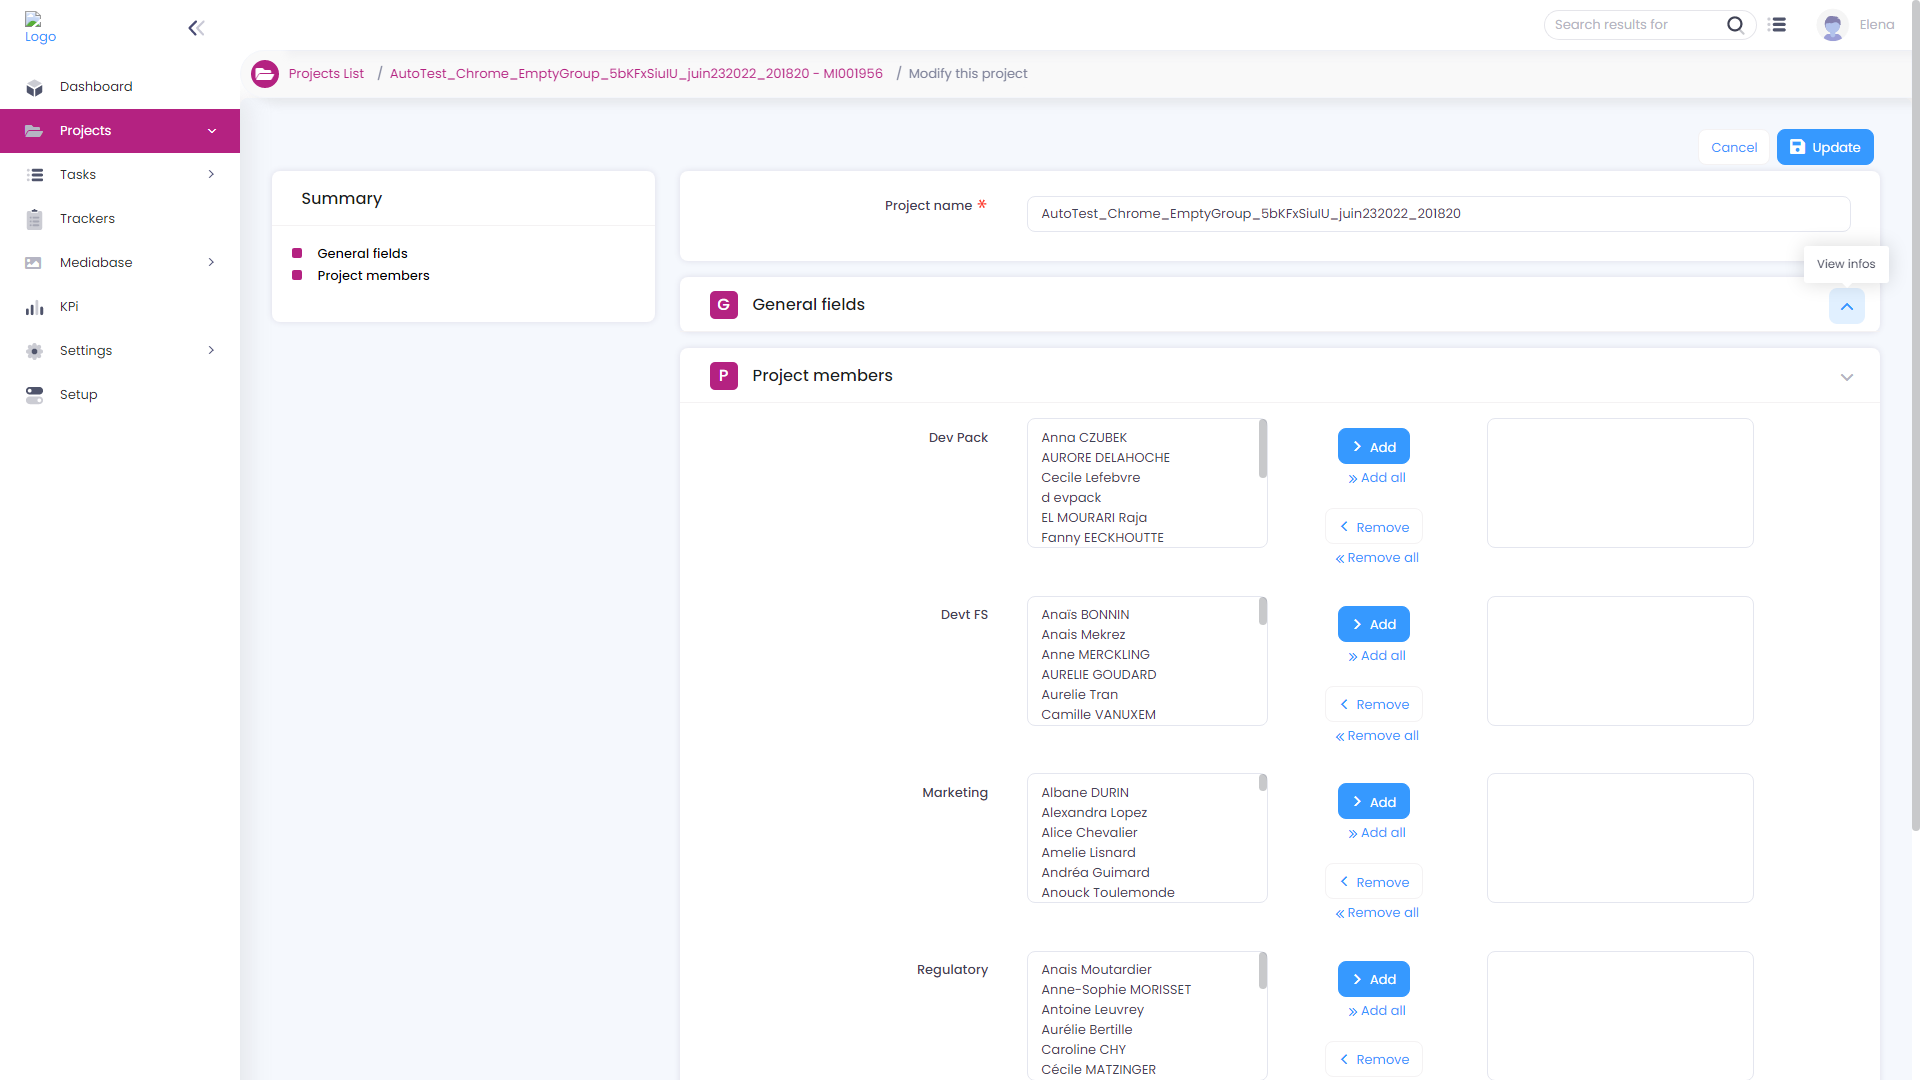 Logo
Search results for
Elena
Projects List / AutoTest_Chrome_EmptyGroup_5bKFxSiuIU_juin232022_201820 - MI001956 / Modify this project
Dashboard
Projects
Tasks
Trackers
Mediabase
KPi
Settings
Setup
Cancel
Update
Summary
General fields
Project members
Project name *
AutoTest_Chrome_EmptyGroup_5bKFxSiuIU_juin232022_201820
View infos
G General fields
P Project members
Dev Pack
Anna CZUBEK
AURORE DELAHOCHE
Cecile Lefebvre
d evpack
EL MOURARI Raja
Fanny EECKHOUTTE
Add
Add all
Remove
Remove all
Devt FS
Anaïs BONNIN
Anais Mekrez
Anne MERCKLING
AURELIE GOUDARD
Aurelie Tran
Camille VANUXEM
Add
Add all
Remove
Remove all
Marketing
Albane DURIN
Alexandra Lopez
Alice Chevalier
Amelie Lisnard
Andréa Guimard
Anouck Toulemonde
Add
Add all
Remove
Remove all
Regulatory
Anais Moutardier
Anne-Sophie MORISSET
Antoine Leuvrey
Aurélie Bertille
Caroline CHY
Cécile MATZINGER
Add
Add all
Remove